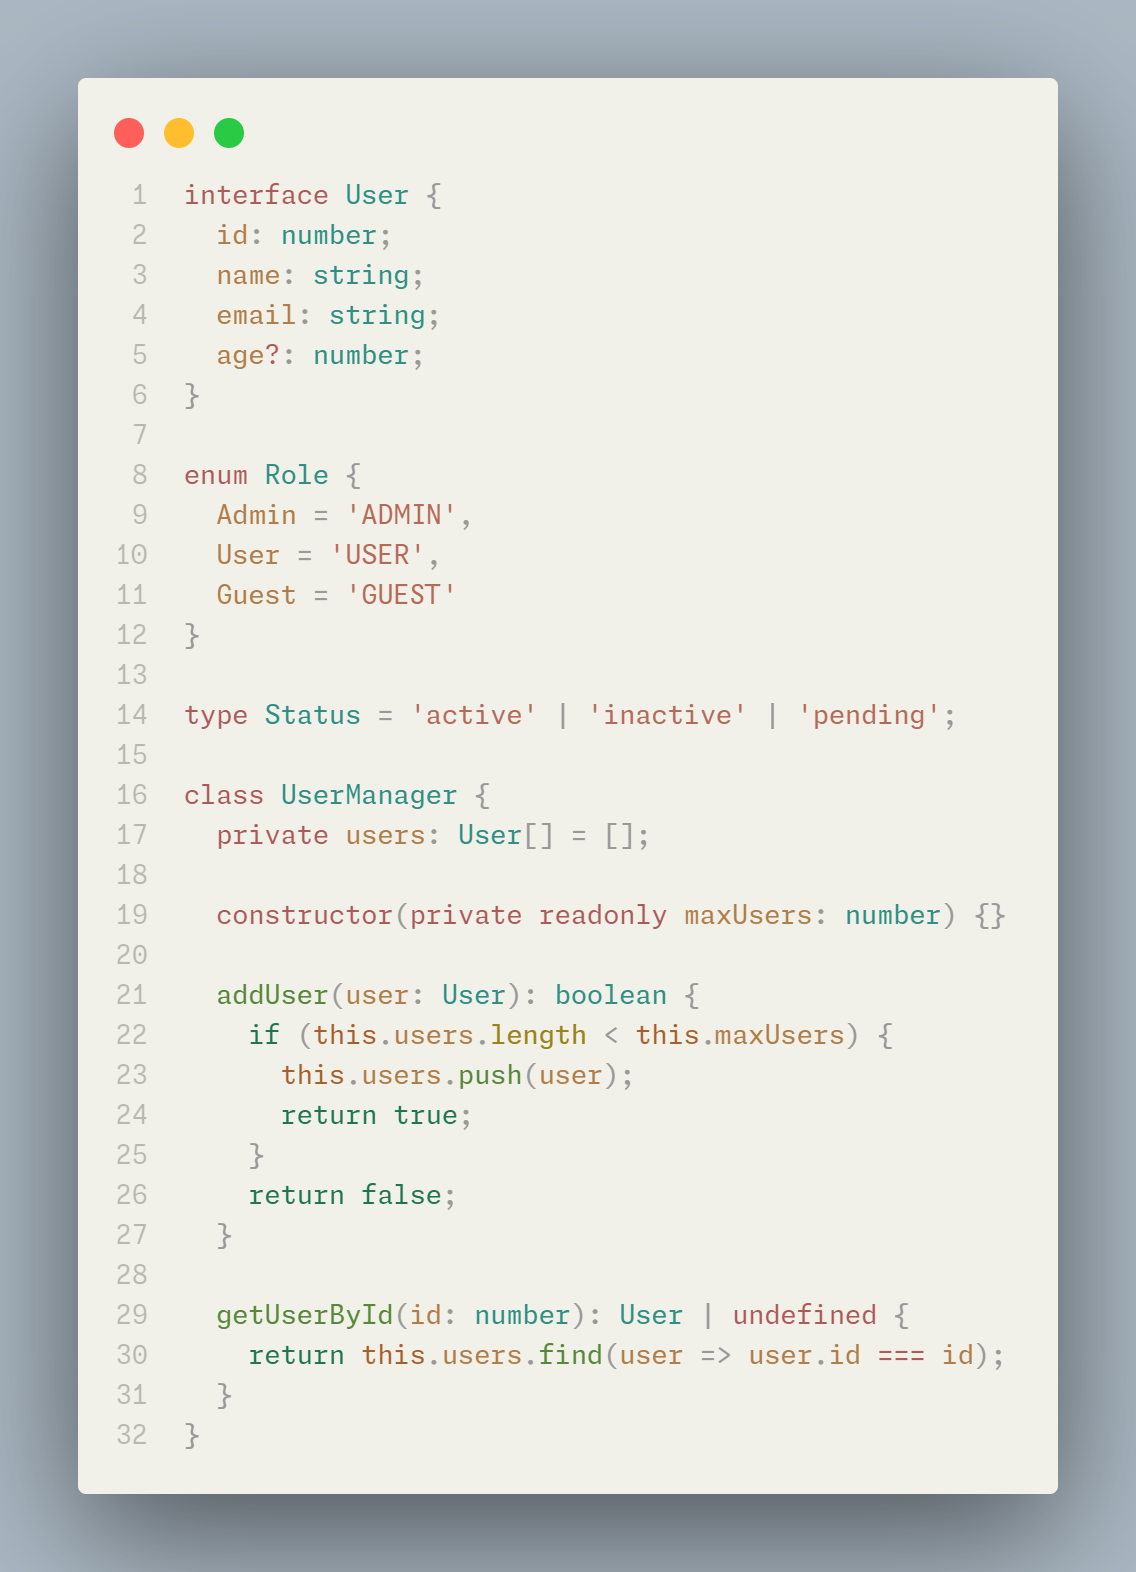 1 interface User {
2   id: number;
3   name: string;
4   email: string;
5   age?: number;
6 }
7
8 enum Role {
9   Admin = 'ADMIN',
10   User = 'USER',
11   Guest = 'GUEST'
12 }
13
14 type Status = 'active' | 'inactive' | 'pending';
15
16 class UserManager {
17   private users: User[] = [];
18
19   constructor(private readonly maxUsers: number) {}
20
21   addUser(user: User): boolean {
22     if (this.users.length < this.maxUsers) {
23       this.users.push(user);
24       return true;
25     }
26     return false;
27   }
28
29   getUserById(id: number): User | undefined {
30     return this.users.find(user => user.id === id);
31   }
32 }